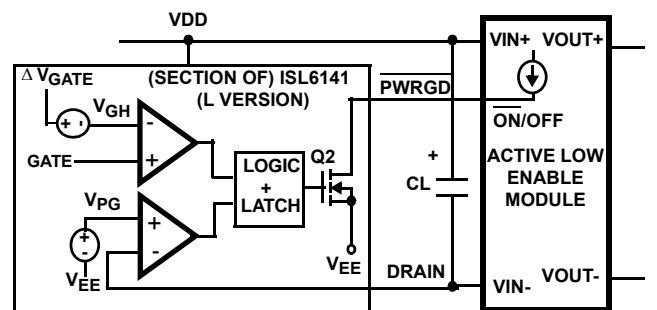 VDD
(SECTION OF) ISL6141
(L VERSION)
Δ VGATE
VGH
- +
-
+
GATE
LOGIC
+
LATCH
Q2
VPG
+
-
VEE
+
-
VEE
PWRGD
+
CL
DRAIN
VIN+ VOUT+
ON/OFF
ACTIVE LOW
ENABLE
MODULE
VIN- VOUT-